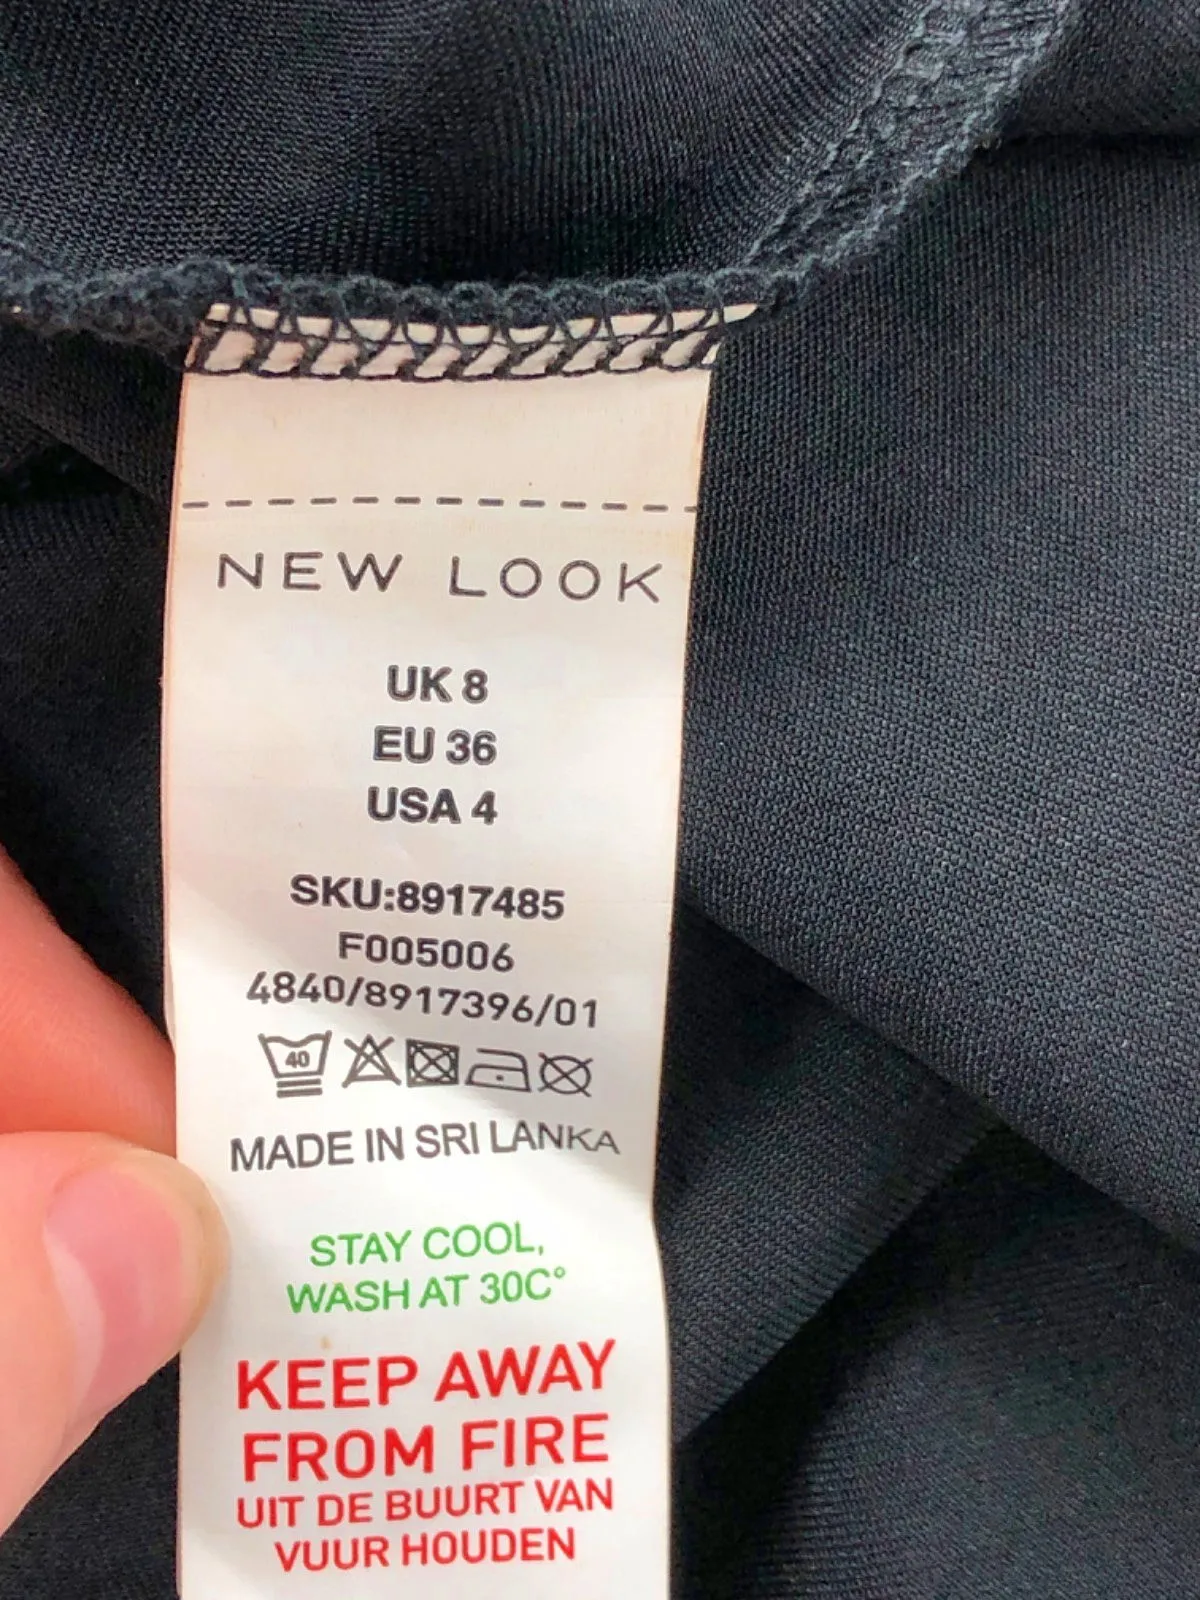 NEW LOOK
UK 8
EU 36
USA 4
SKU:8917485
F005006
4840/8917396/01
40
MADE IN SRI LANKA
STAY COOL,
WASH AT 30C°
KEEP AWAY
FROM FIRE
UIT DE BUURT VAN
VUUR HOUDEN